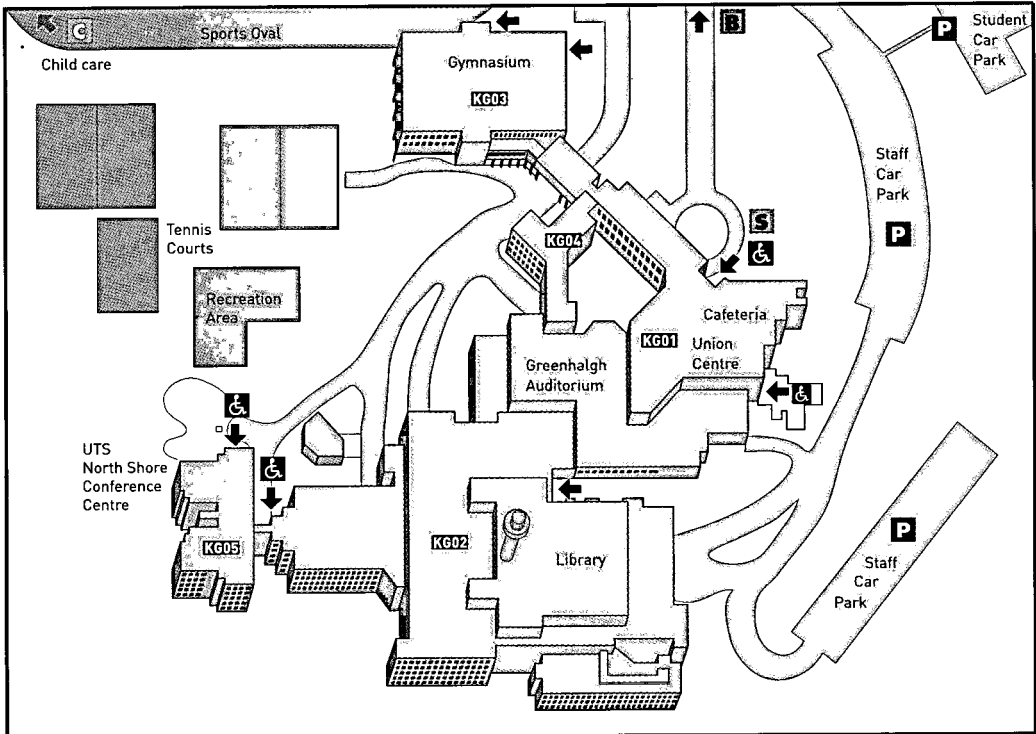 C
Sports Oval
Child care
Gymnasium
KG03
B
P
Student
Car
Park
Staff
Car
Park
P
Tennis
Courts
KG04
S
Recreation
Area
Cafeteria
KG01
Union
Centre
Greenhalgh
Auditorium
UTS
North Shore
Conference
Centre
KG05
KG02
Library
P
Staff
Car
Park